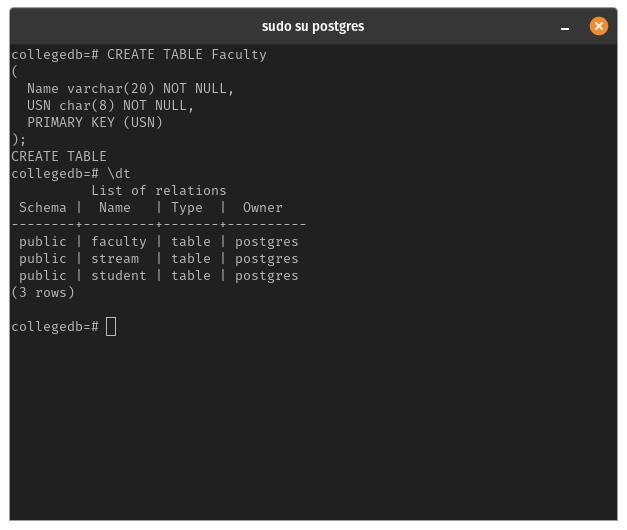 sudo su postgres
collegedb=# CREATE TABLE Faculty
(
  Name varchar(20) NOT NULL,
  USN char(8) NOT NULL,
  PRIMARY KEY (USN)
);
CREATE TABLE
collegedb=# \dt
          List of relations
 Schema |  Name   | Type  |  Owner
--------+---------+-------+----------
 public | faculty | table | postgres
 public | stream  | table | postgres
 public | student | table | postgres
(3 rows)
collegedb=#